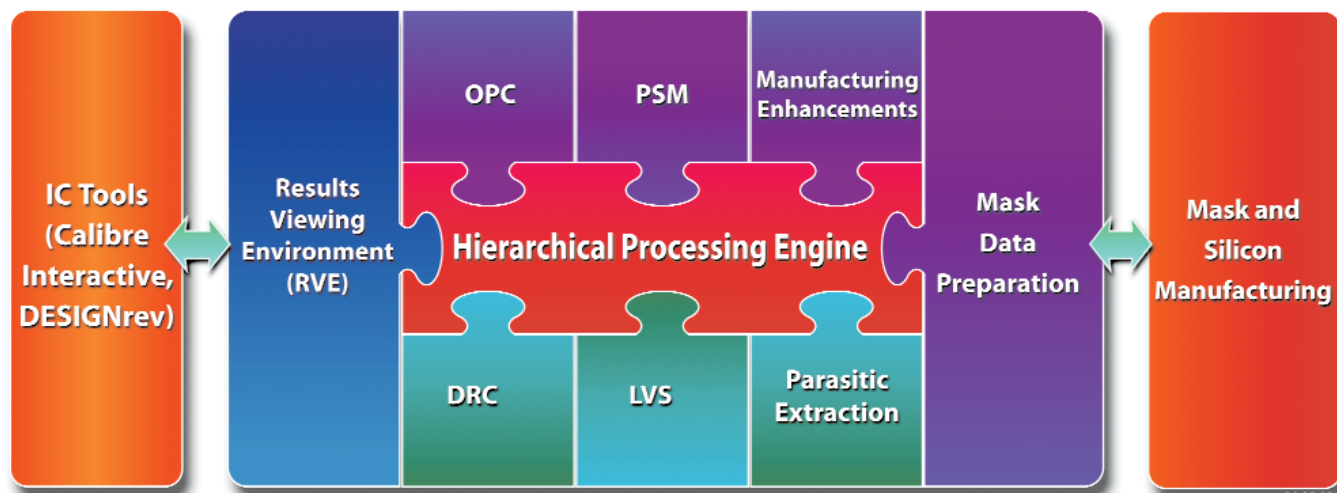 IC Tools
(Calibre
Interactive,
DESIGNrev)
Results
Viewing
Environment
(RVE)
OPC
PSM
Manufacturing
Enhancements
Hierarchical Processing Engine
DRC
LVS
Parasitic
Extraction
Mask
Data
Preparation
Mask and
Silicon
Manufacturing